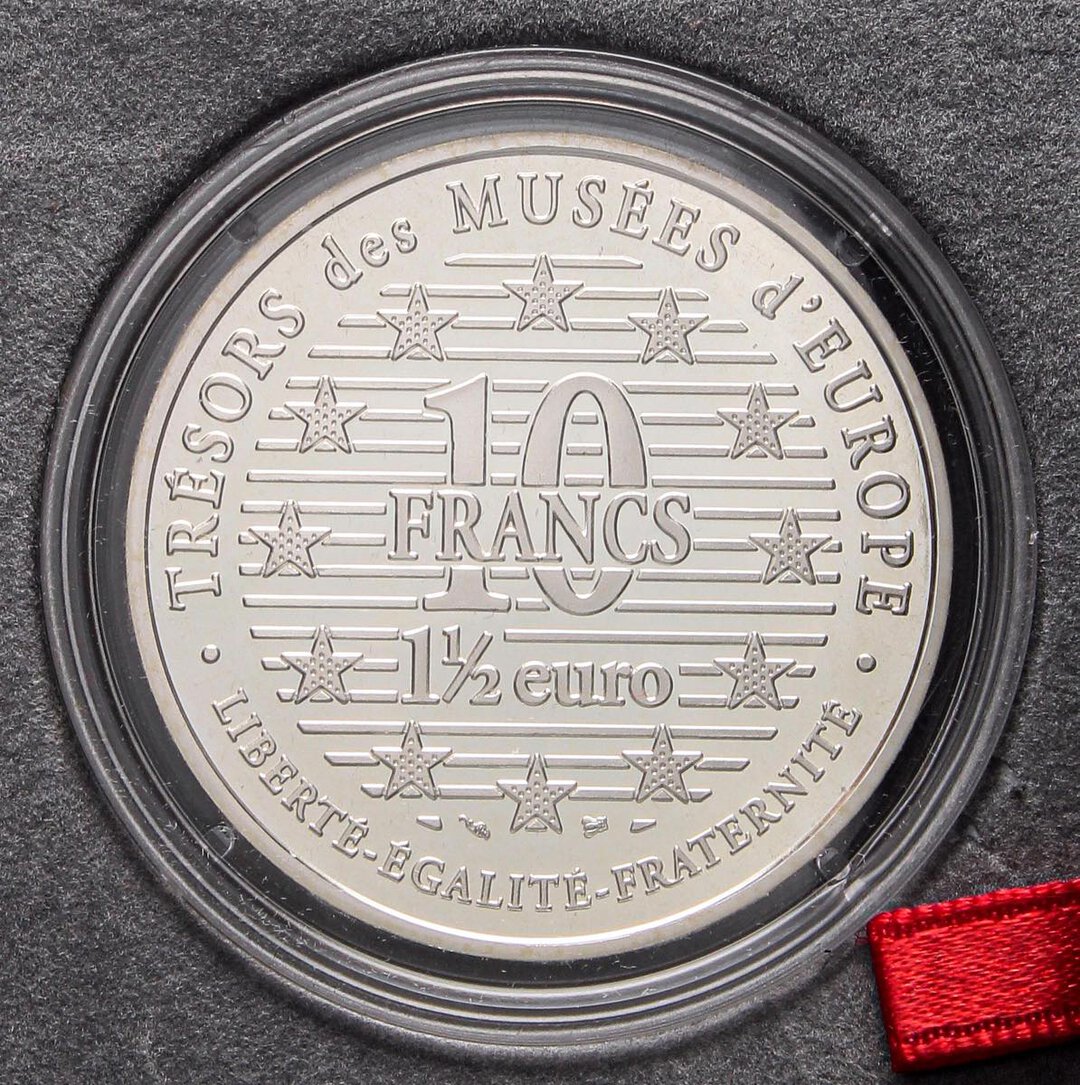 TRÉSORS des MUSÉES d'EUROPE
10
FRANCS
1½ euro
LIBERTÉ-ÉGALITÉ-FRATERNITÉ